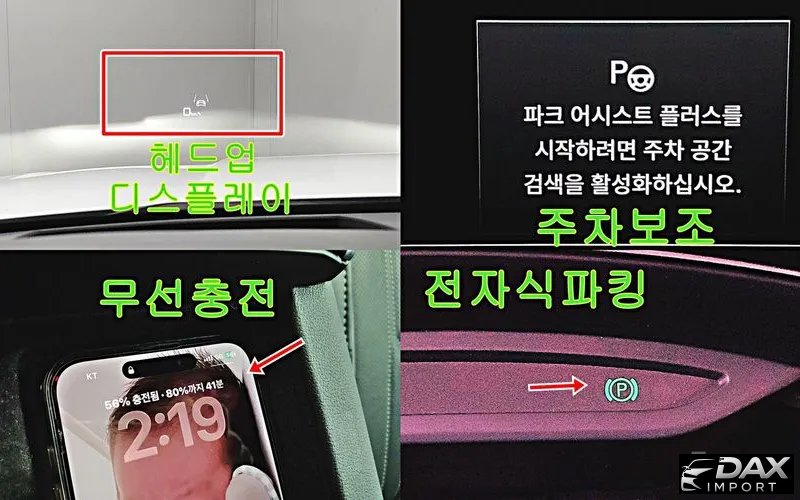 헤드업
디스플레이
P
파크 어시스트 플러스를
시작하려면 주차 공간
검색을 활성화하십시오.
주차보조
무선충전
KT
5G
56% 충전됨 • 80%까지 41분
2:19
전자식파킹
P
DAX
IMPORT